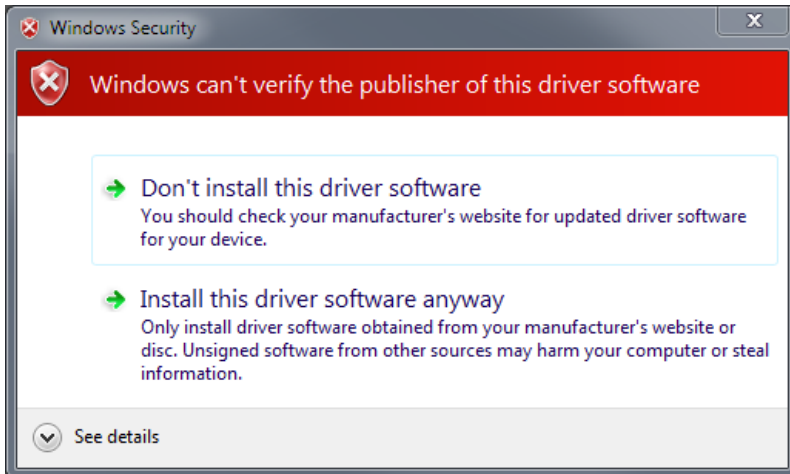 Windows Security
Windows can't verify the publisher of this driver software
Don't install this driver software
You should check your manufacturer's website for updated driver software
for your device.
Install this driver software anyway
Only install driver software obtained from your manufacturer's website or
disc. Unsigned software from other sources may harm your computer or steal
information.
See details